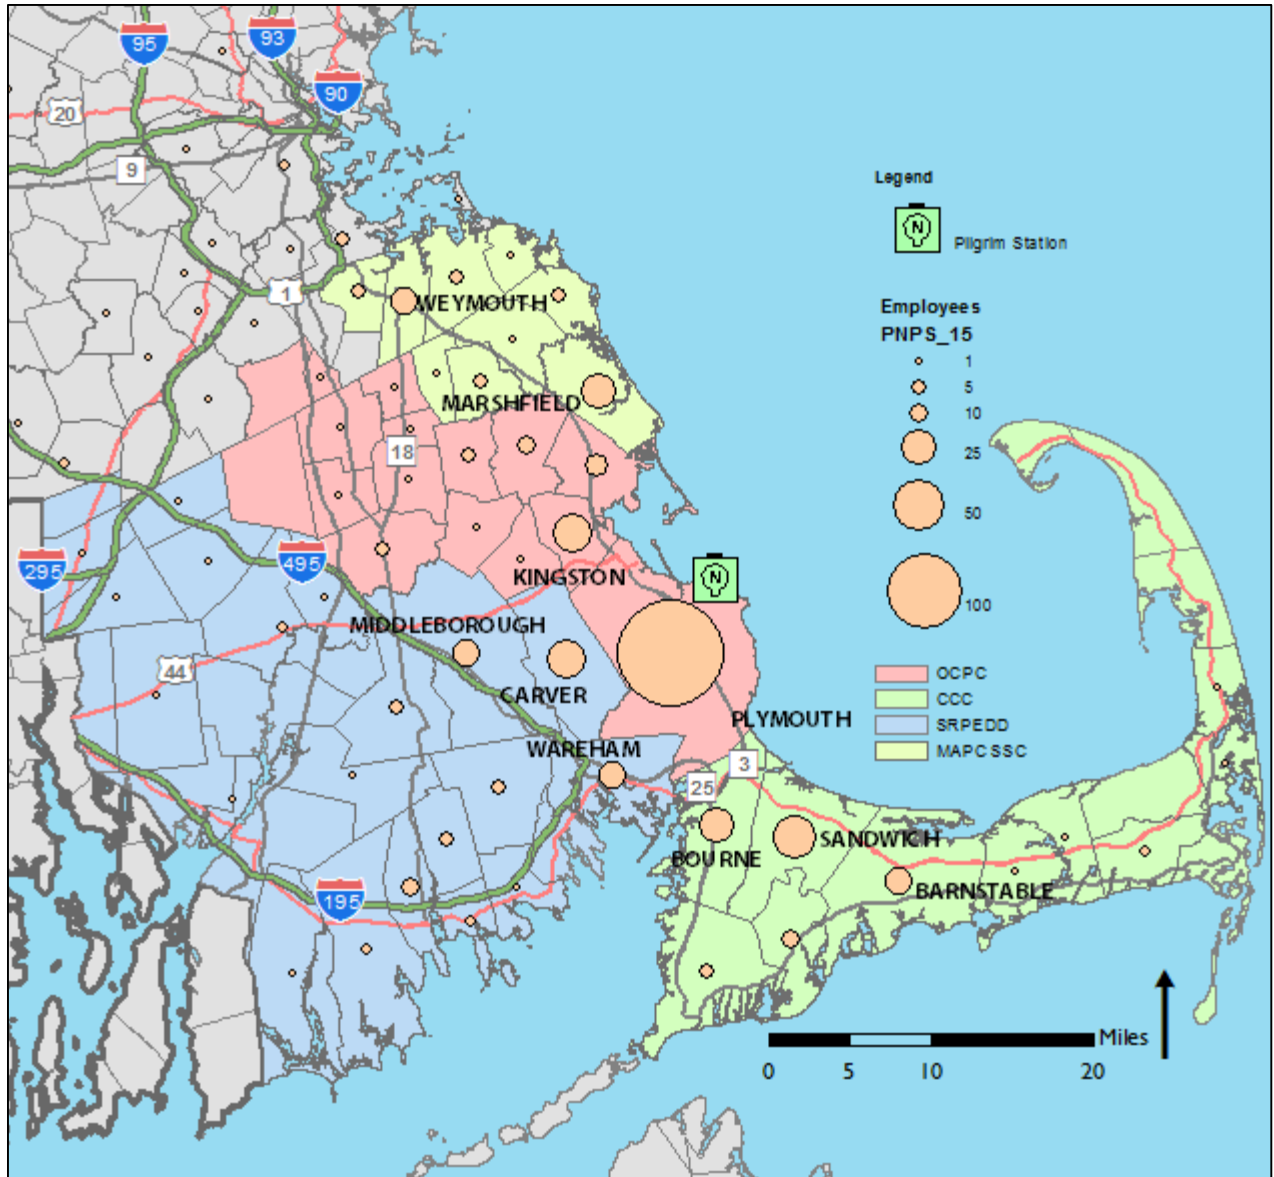 95
93
90
20
9
1
Legend
N
Pilgrim Station
Employees
PNPS_15
1
5
10
25
50
100
WEYMOUTH
MARSHFIELD
18
295
495
KINGSTON
N
MIDDLEBOROUGH
44
CARVER
PLYMOUTH
WAREHAM
3
25
OCPC
CCC
SRPEDD
MAPC SSC
SANDWICH
BOURNE
BARNSTABLE
195
Miles
0 5 10 20